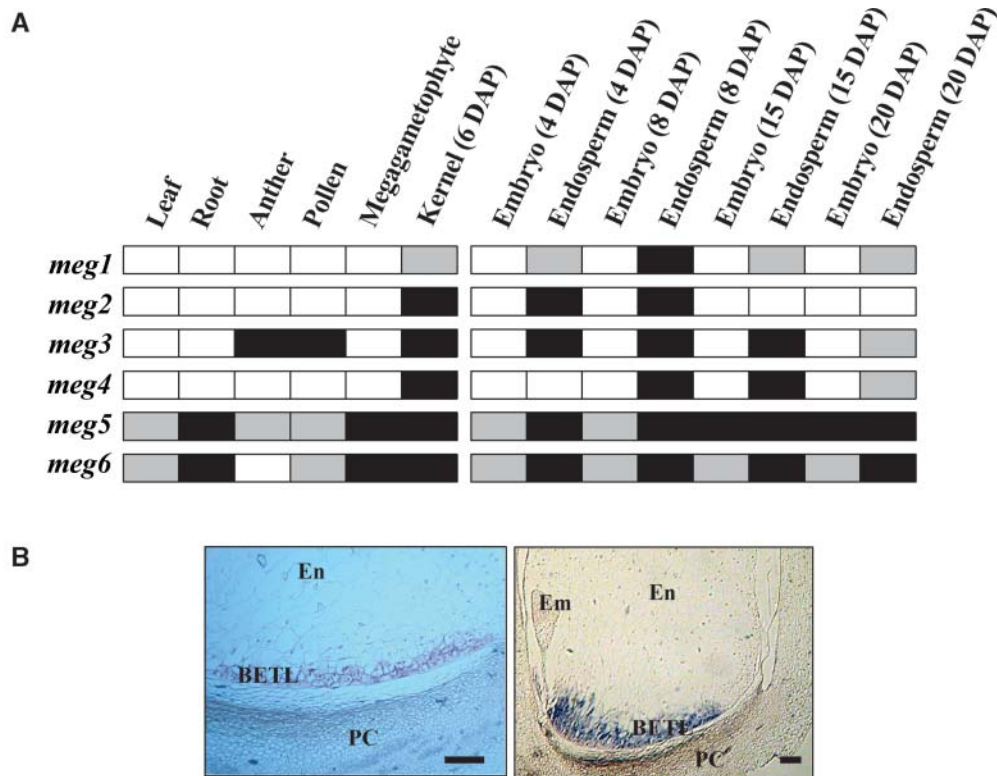 A
Leaf
Root
Anther
Pollen
Megagametophyte
Kernel (6 DAP)
Embryo (4 DAP)
Endosperm (4 DAP)
Embryo (8 DAP)
Endosperm (8 DAP)
Embryo (15 DAP)
Endosperm (15 DAP)
Embryo (20 DAP)
Endosperm (20 DAP)
meg1
meg2
meg3
meg4
meg5
meg6
B
En
BETL
PC
Em
En
BETL
PC